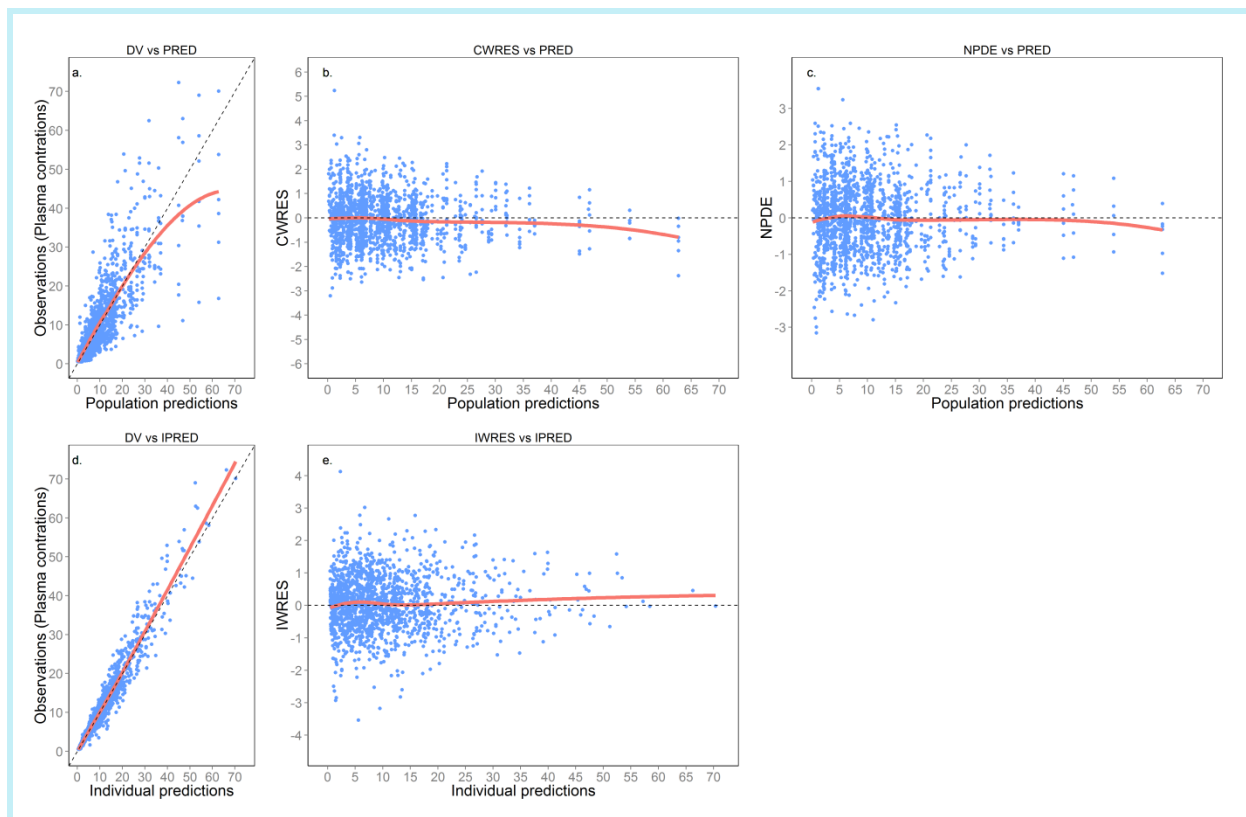 DV vs PRED
a.
70
60
50
40
30
20
10
0
0 10 20 30 40 50 60 70
Observations (Plasma contrations)
Population predictions
CWRES vs PRED
b.
6
5
4
3
2
1
0
-1
-2
-3
-4
-5
-6
0 5 10 15 20 25 30 35 40 45 50 55 60 65 70
CWRES
Population predictions
NPDE vs PRED
c.
3
2
1
0
-1
-2
-3
0 5 10 15 20 25 30 35 40 45 50 55 60 65 70
NPDE
Population predictions
DV vs IPRED
d.
70
60
50
40
30
20
10
0
0 10 20 30 40 50 60 70
Observations (Plasma contrations)
Individual predictions
IWRES vs IPRED
e.
4
3
2
1
0
-1
-2
-3
-4
0 5 10 15 20 25 30 35 40 45 50 55 60 65 70
IWRES
Individual predictions